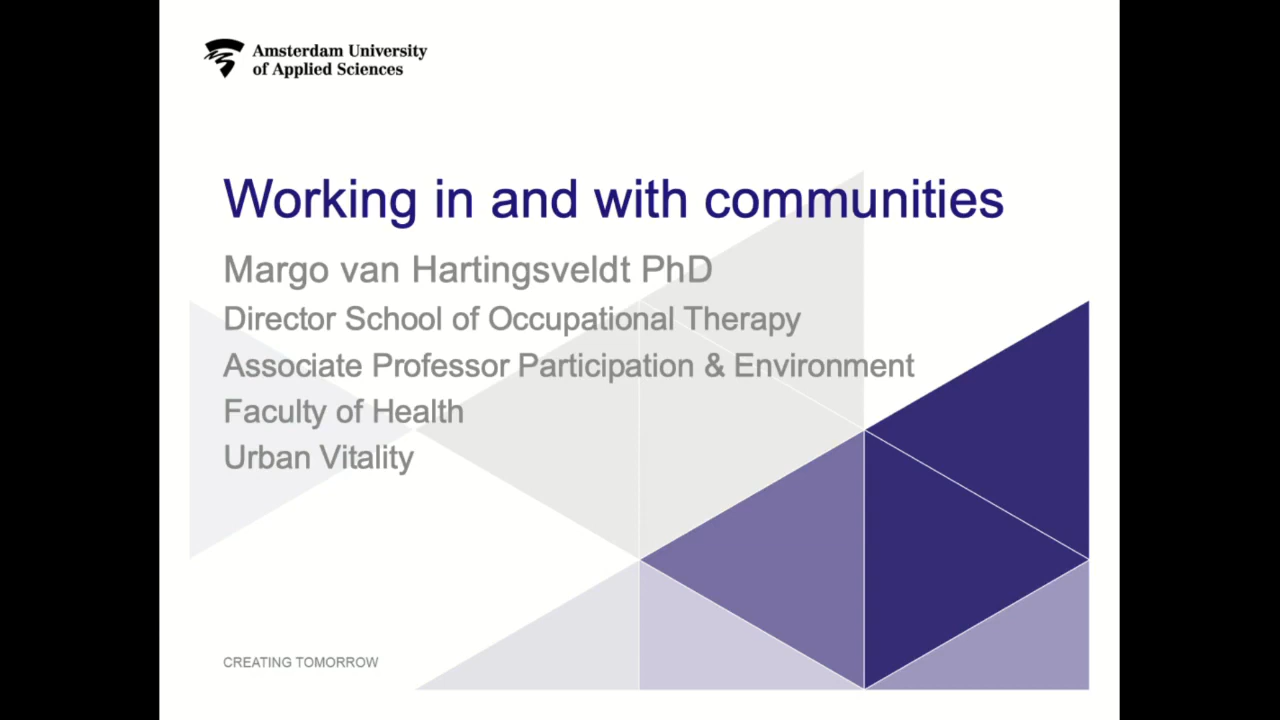 Amsterdam University
of Applied Sciences
Working in and with communities
Margo van Hartingsveldt PhD
Director School of Occupational Therapy
Associate Professor Participation & Environment
Faculty of Health
Urban Vitality
CREATING TOMORROW